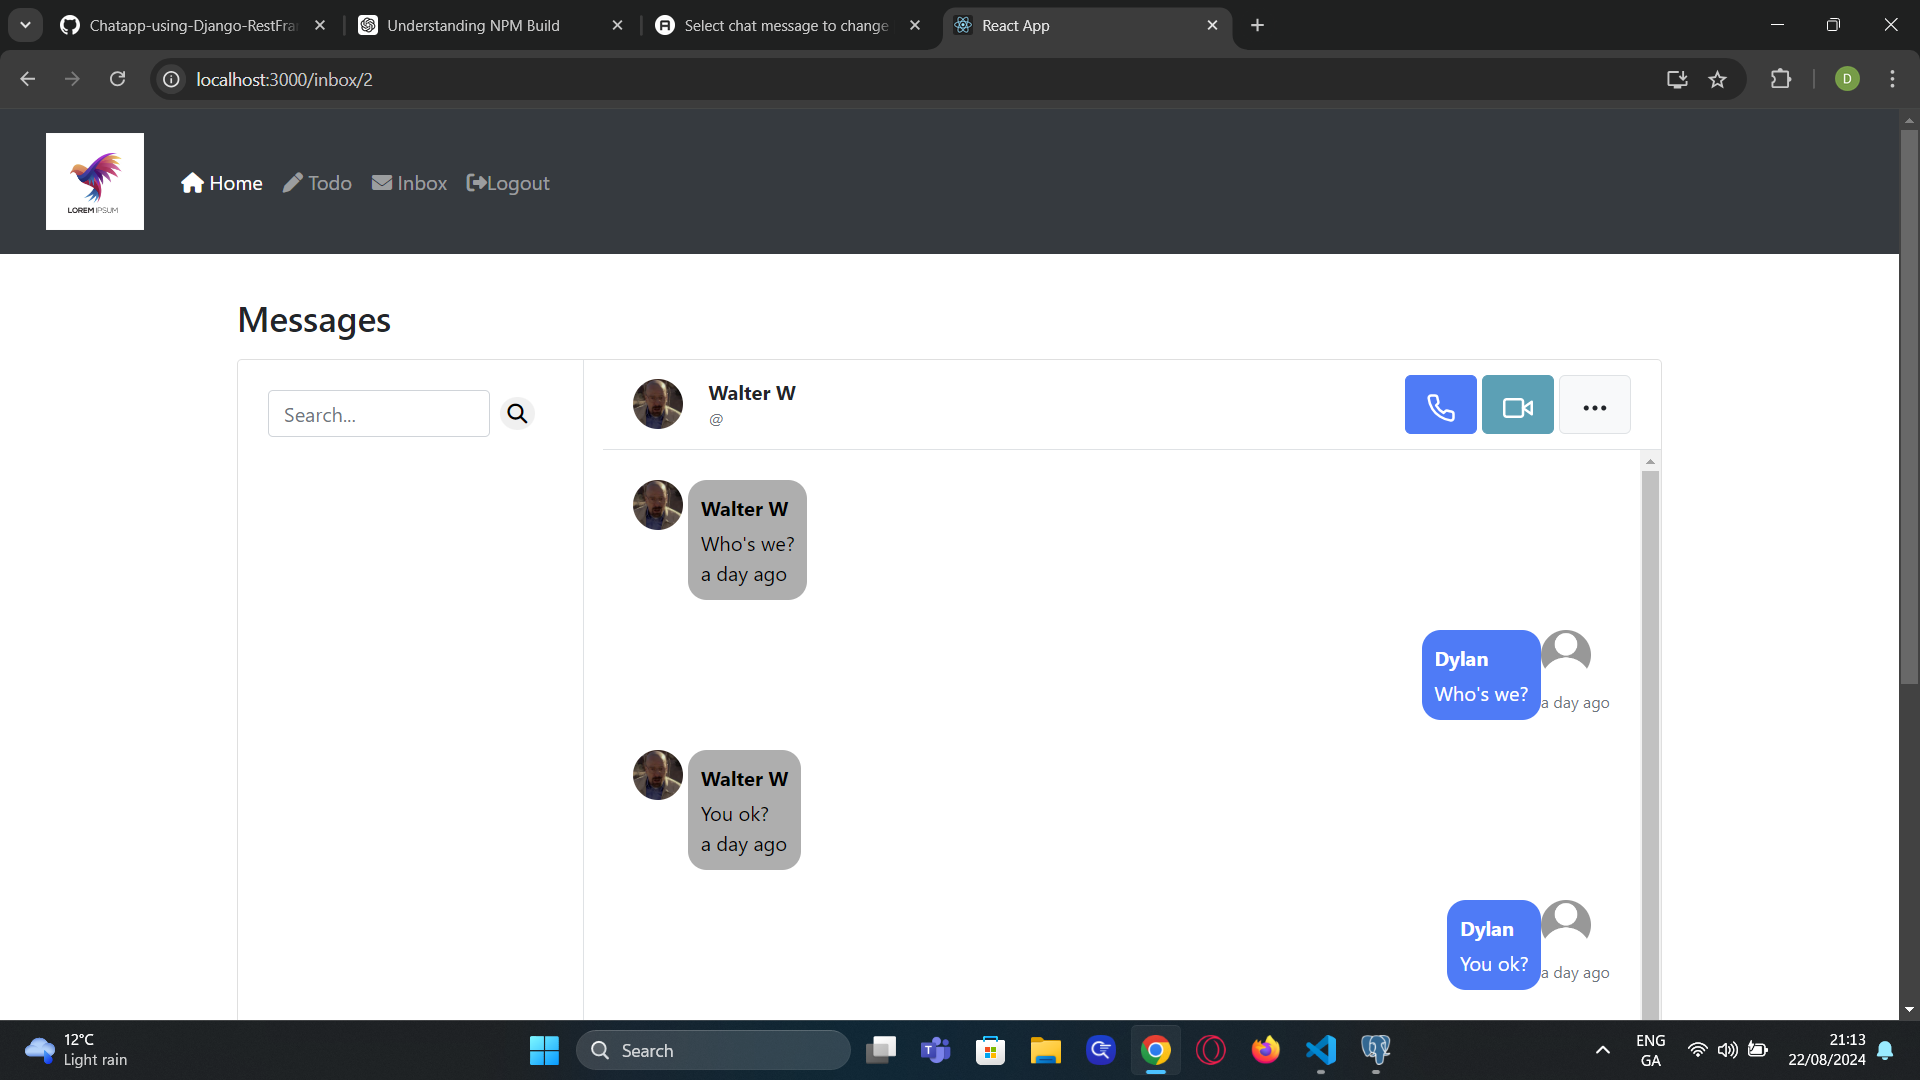 Chatapp-using-Django-RestFra
Understanding NPM Build
Select chat message to change
React App
localhost:3000/inbox/2
D
LOREM IPSUM
Home
Todo
Inbox
Logout
Messages
Search...
Walter W
@
Walter W
Who's we?
a day ago
Dylan
Who's we?
a day ago
Walter W
You ok?
a day ago
Dylan
You ok?
a day ago
12°C
Light rain
Search
ENG
GA
21:13
22/08/2024